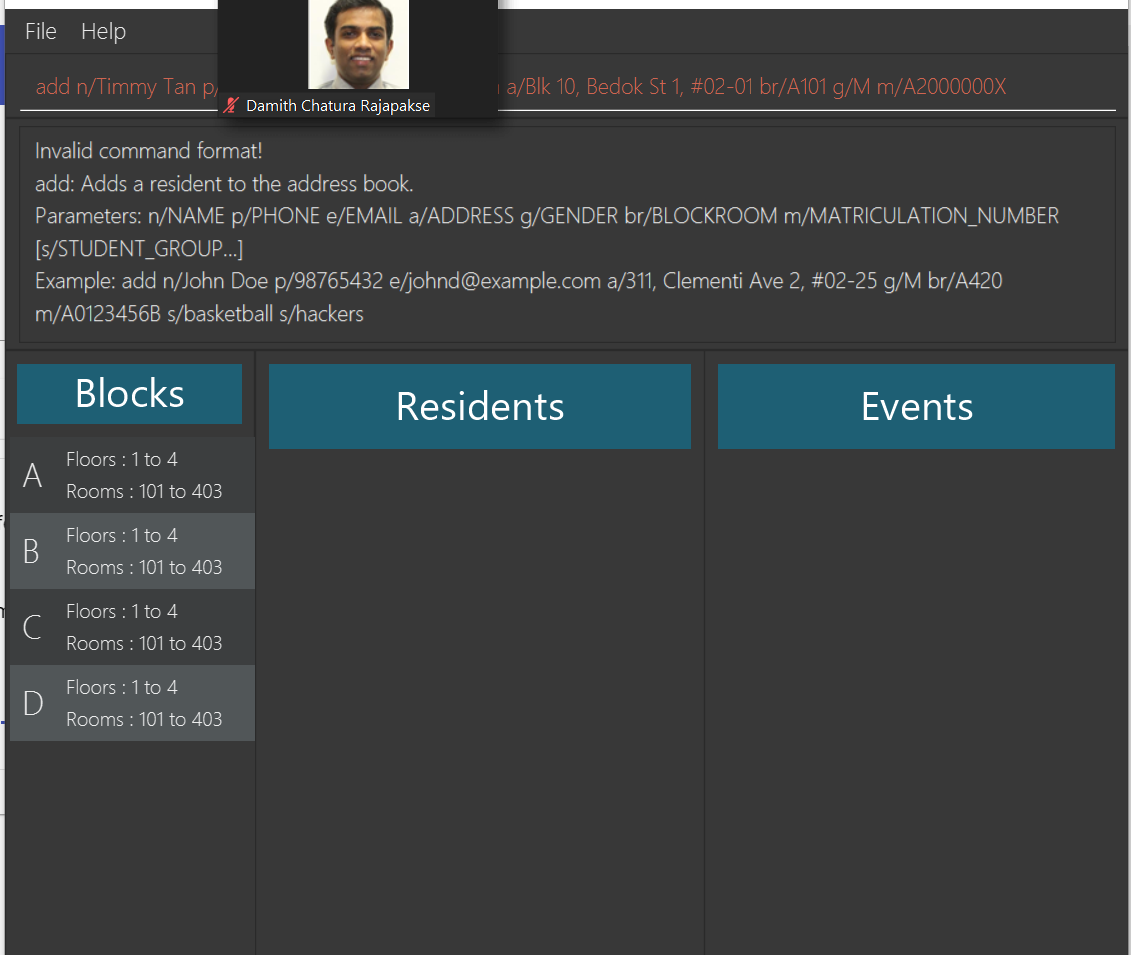 File Help
add n/Timmy Tan p/ a/Blk 10, Bedok St 1, #02-01 br/A101 g/M m/A2000000X
Damith Chatura Rajapakse
Invalid command format!
add: Adds a resident to the address book.
Parameters: n/NAME p/PHONE e/EMAIL a/ADDRESS g/GENDER br/BLOCKROOM m/MATRICULATION_NUMBER
[s/STUDENT_GROUP...]
Example: add n/John Doe p/98765432 e/johnd@example.com a/311, Clementi Ave 2, #02-25 g/M br/A420
m/A0123456B s/basketball s/hackers
Blocks
Residents
Events
A
Floors : 1 to 4
Rooms : 101 to 403
B
Floors : 1 to 4
Rooms : 101 to 403
C
Floors : 1 to 4
Rooms : 101 to 403
D
Floors : 1 to 4
Rooms : 101 to 403